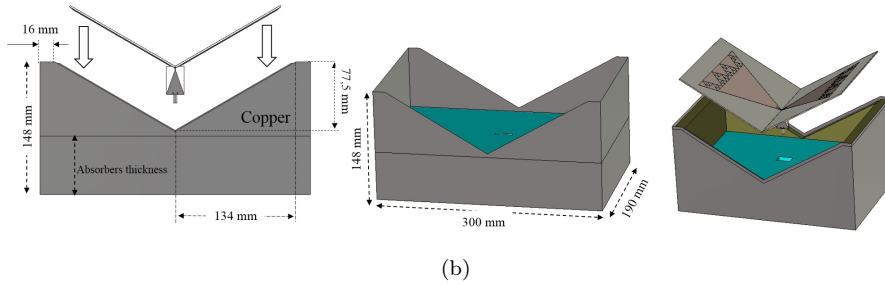 16 mm
148 mm
Absorbers thickness
Copper
77,5 mm
134 mm
148 mm
300 mm
190 mm
(b)